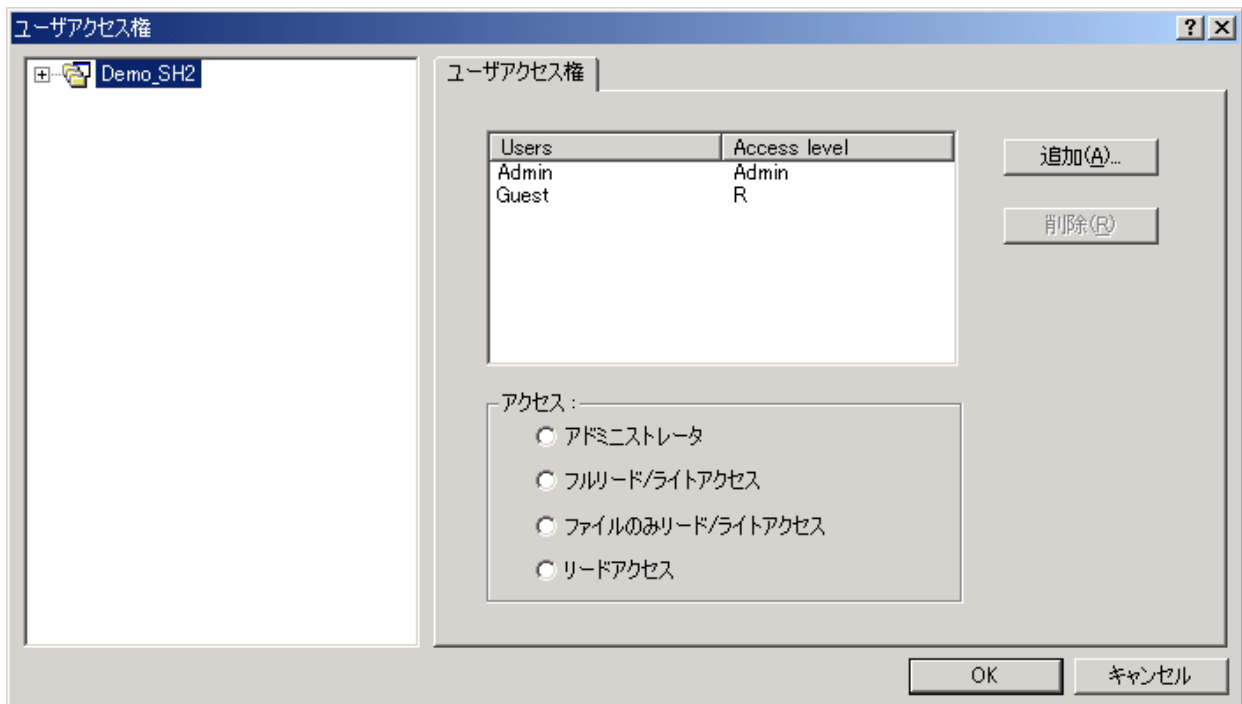 ユーザアクセス権
Demo_SH2
ユーザアクセス権
Users Access level
Admin Admin
Guest R
追加(A)...
削除(R)
アクセス :
アドミニストレータ
フルリード/ライトアクセス
ファイルのみリード/ライトアクセス
リードアクセス
OK
キャンセル